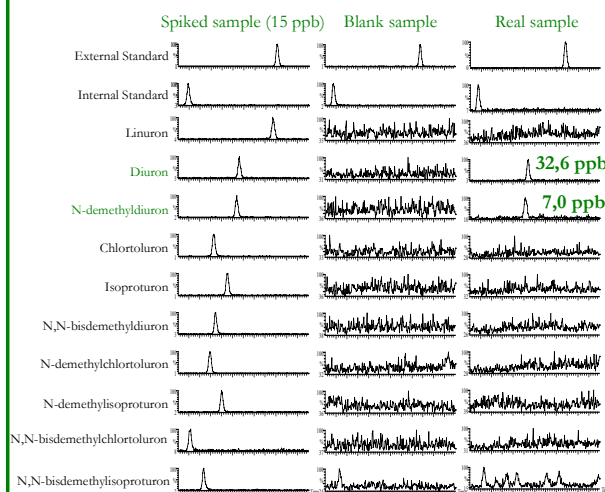 Spiked sample (15 ppb) Blank sample Real sample
External Standard
Internal Standard
Linuron
Diuron 32,6 ppb
N-demethyldiuron 7,0 ppb
Chlortoluron
Isoproturon
N,N-bisdemethyldiuron
N-demethylchlortoluron
N-demethylisoproturon
N,N-bisdemethylchlortoluron
N,N-bisdemethylisoproturon